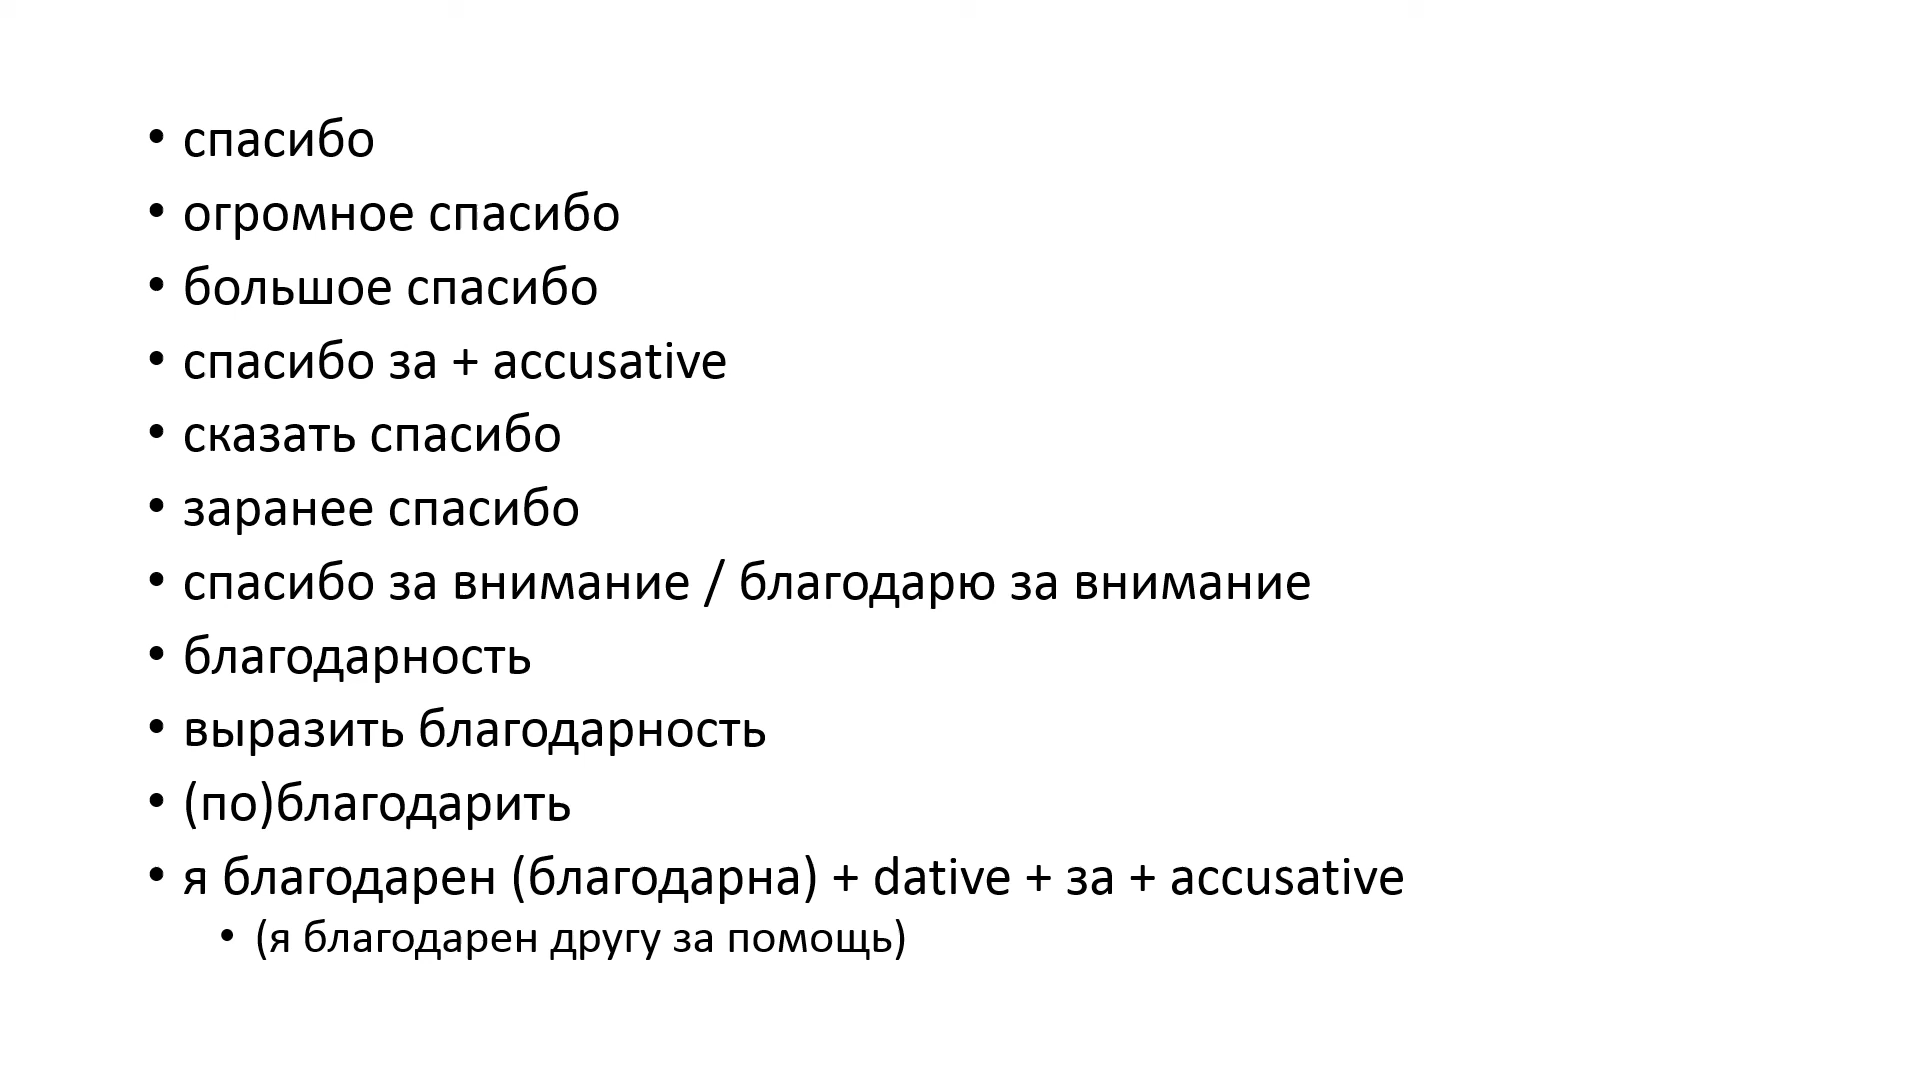 • спасибо
• огромное спасибо
• большое спасибо
• спасибо за + accusative
• сказать спасибо
• заранее спасибо
• спасибо за внимание / благодарю за внимание
• благодарность
• выразить благодарность
• (по)благодарить
• я благодарен (благодарна) + dative + за + accusative
• (я благодарен другу за помощь)